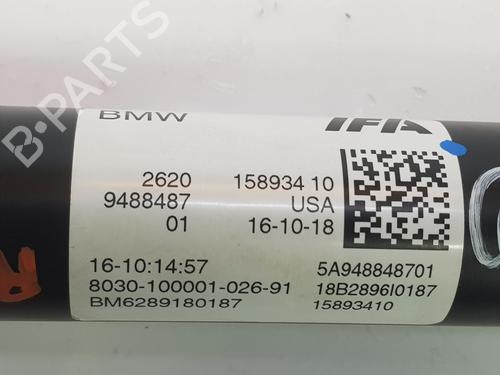 BMW IFA
2620 158934 10
9488487 USA
01 16-10-18
16-10:14:57 5A948848701
8030-100001-026-91 18B2896I0187
BM6289180187 15893410
B-PARTS